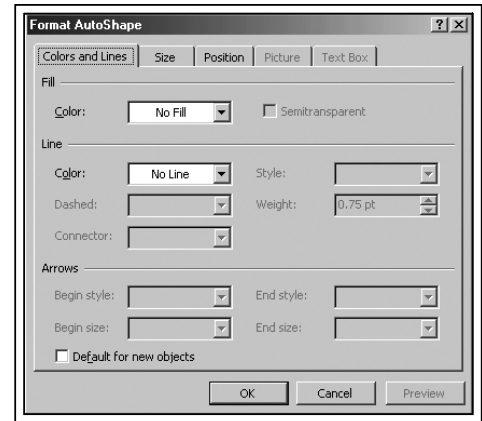 Format AutoShape
Colors and Lines Size Position Picture Text Box
Fill
Color: No Fill Semitransparent
Line
Color: No Line Style:
Dashed: Weight: 0.75 pt
Connector:
Arrows
Begin style: End style:
Begin size: End size:
Default for new objects
OK Cancel Preview